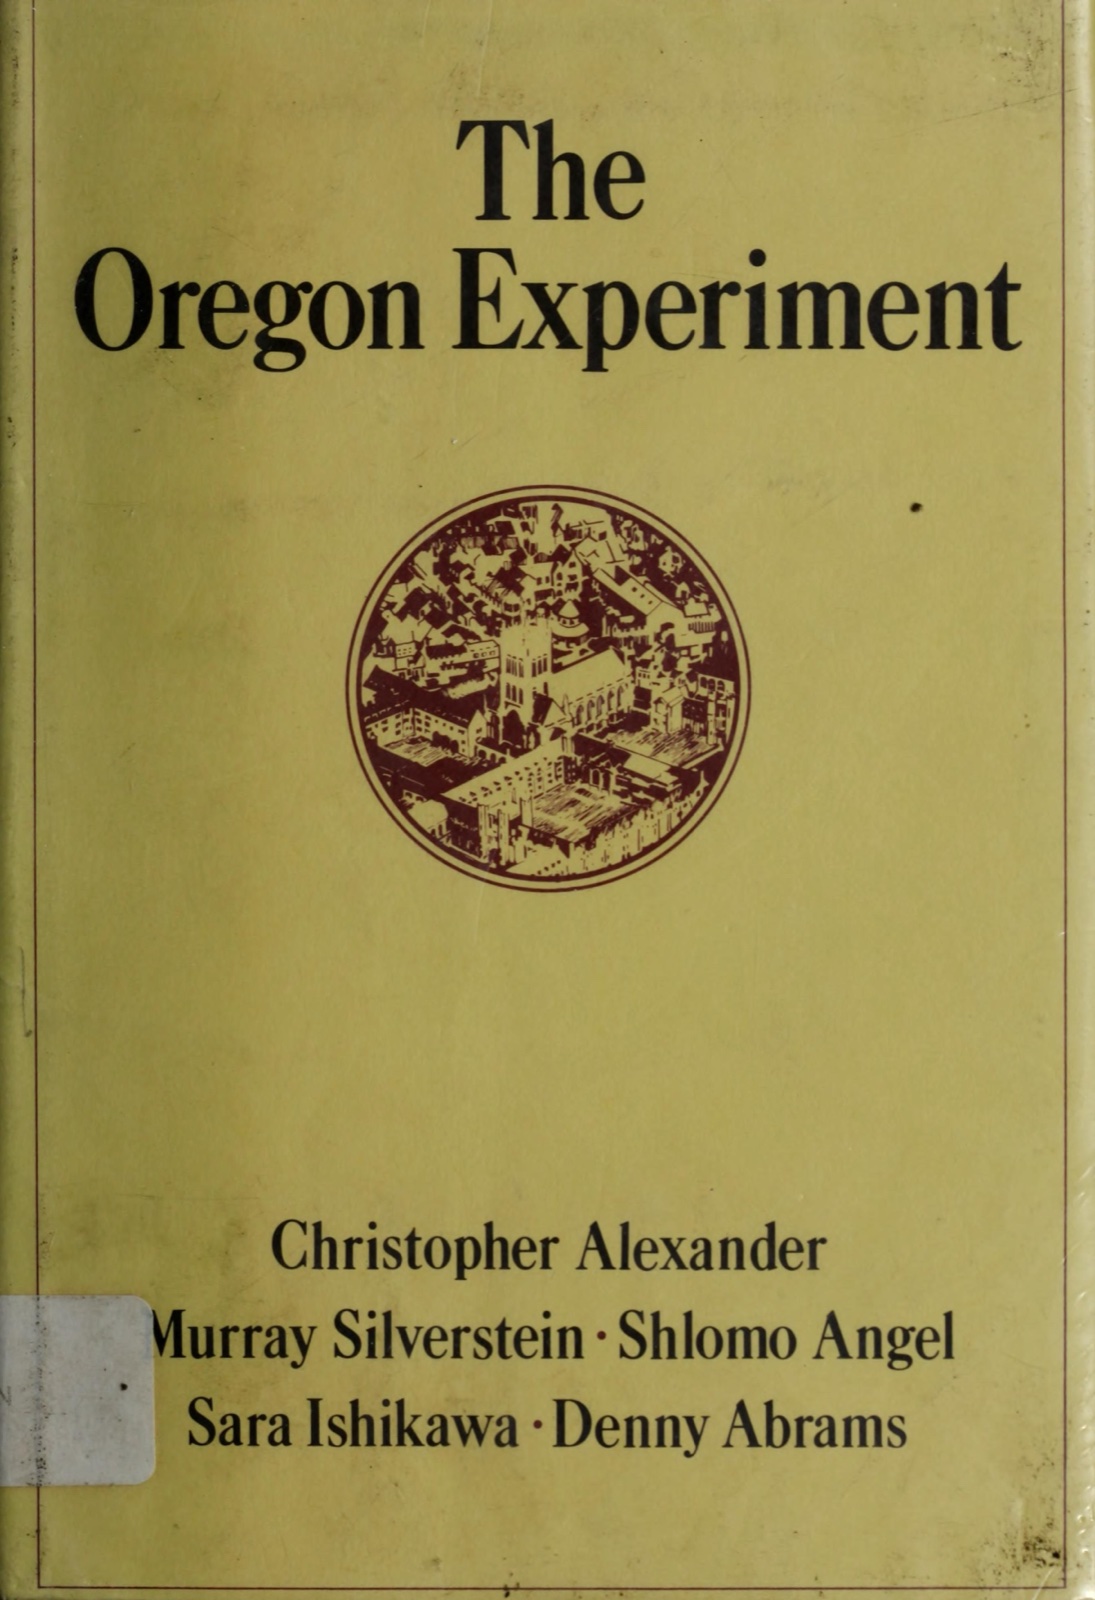 The
Oregon Experiment
Christopher Alexander
Murray Silverstein · Shlomo Angel
Sara Ishikawa · Denny Abrams